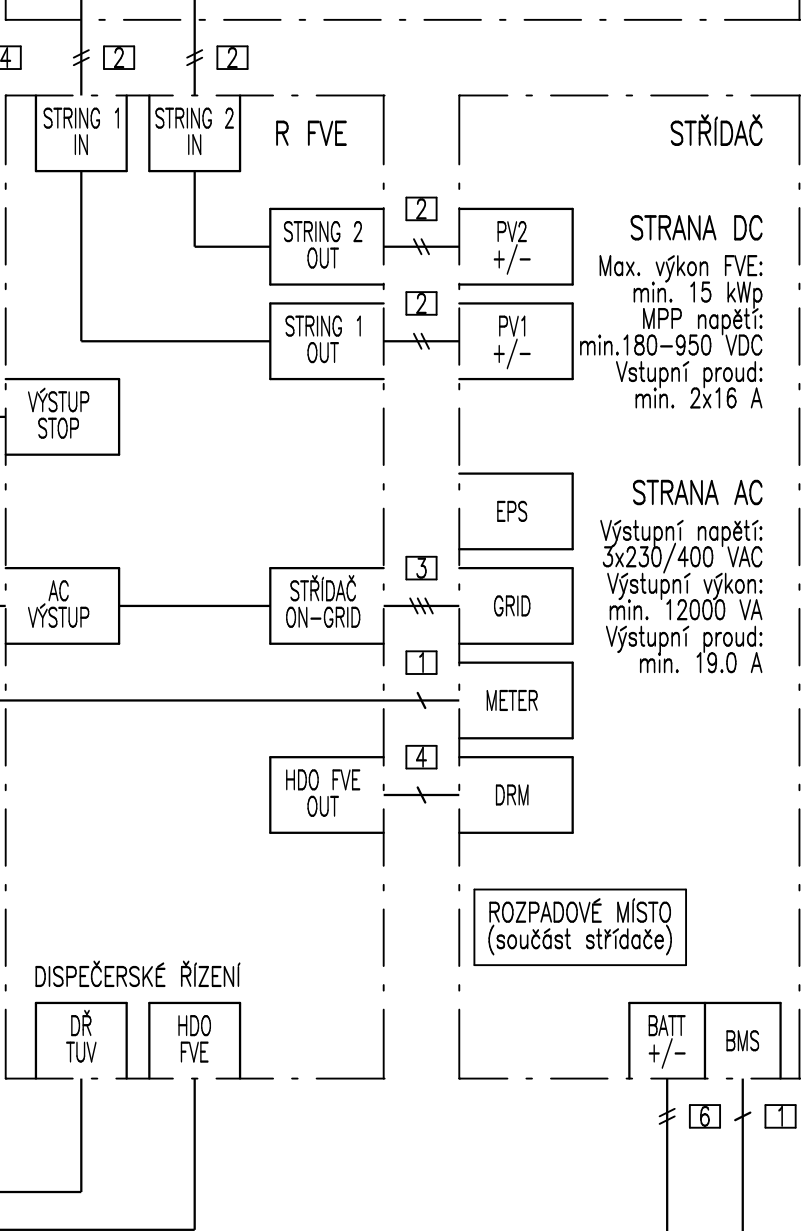 4
2
2
STRING 1
IN
STRING 2
IN
R FVE
STŘÍDAČ
STRING 2
OUT
2
PV2
+/-
STRING 1
OUT
2
PV1
+/-
STRANA DC
Max. výkon FVE:
min. 15 kWp
MPP napětí:
min.180-950 VDC
Vstupní proud:
min. 2x16 A
VÝSTUP
STOP
EPS
STRANA AC
Výstupní napětí:
3x230/400 VAC
Výstupní výkon:
min. 12000 VA
Výstupní proud:
min. 19.0 A
AC
VÝSTUP
STŘÍDAČ
ON-GRID
3
GRID
1
METER
HDO FVE
OUT
4
DRM
ROZPADOVÉ MÍSTO
(součást střídače)
DISPEČERSKÉ ŘÍZENÍ
DŘ
TUV
HDO
FVE
BATT
+/-
BMS
6
1